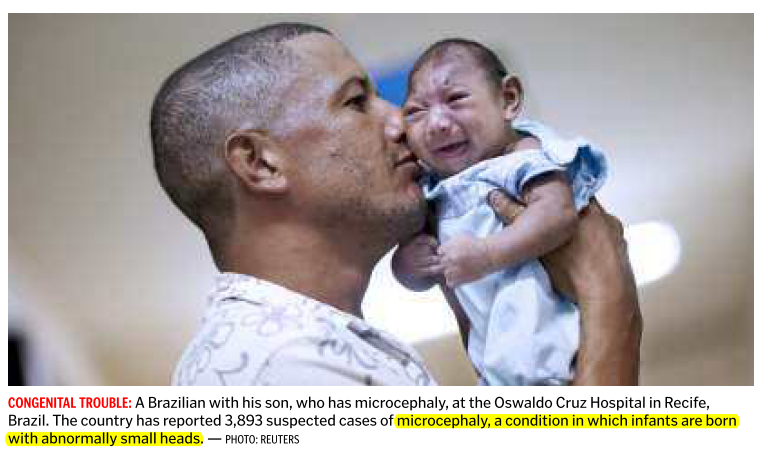 CONGENITAL TROUBLE: A Brazilian with his son, who has microcephaly, at the Oswaldo Cruz Hospital in Recife,
Brazil. The country has reported 3,893 suspected cases of microcephaly, a condition in which infants are born
with abnormally small heads. — PHOTO: REUTERS